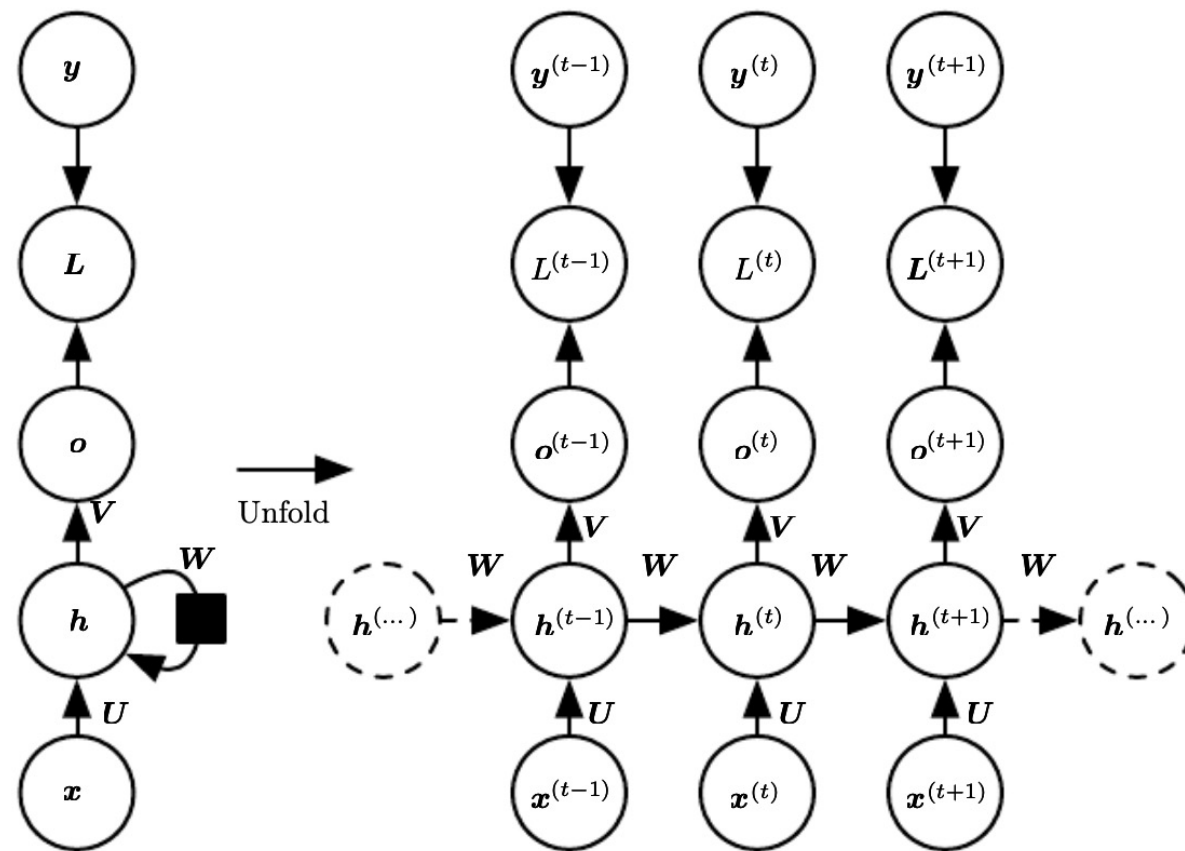 y y^(t−1) y^(t) y^(t+1)
L L^(t−1) L^(t) L^(t+1)
o o^(t−1) o^(t) o^(t+1)
Unfold
V V V V
W W W W W
h h^(...) h^(t−1) h^(t) h^(t+1) h^(...)
U U U U
x x^(t−1) x^(t) x^(t+1)